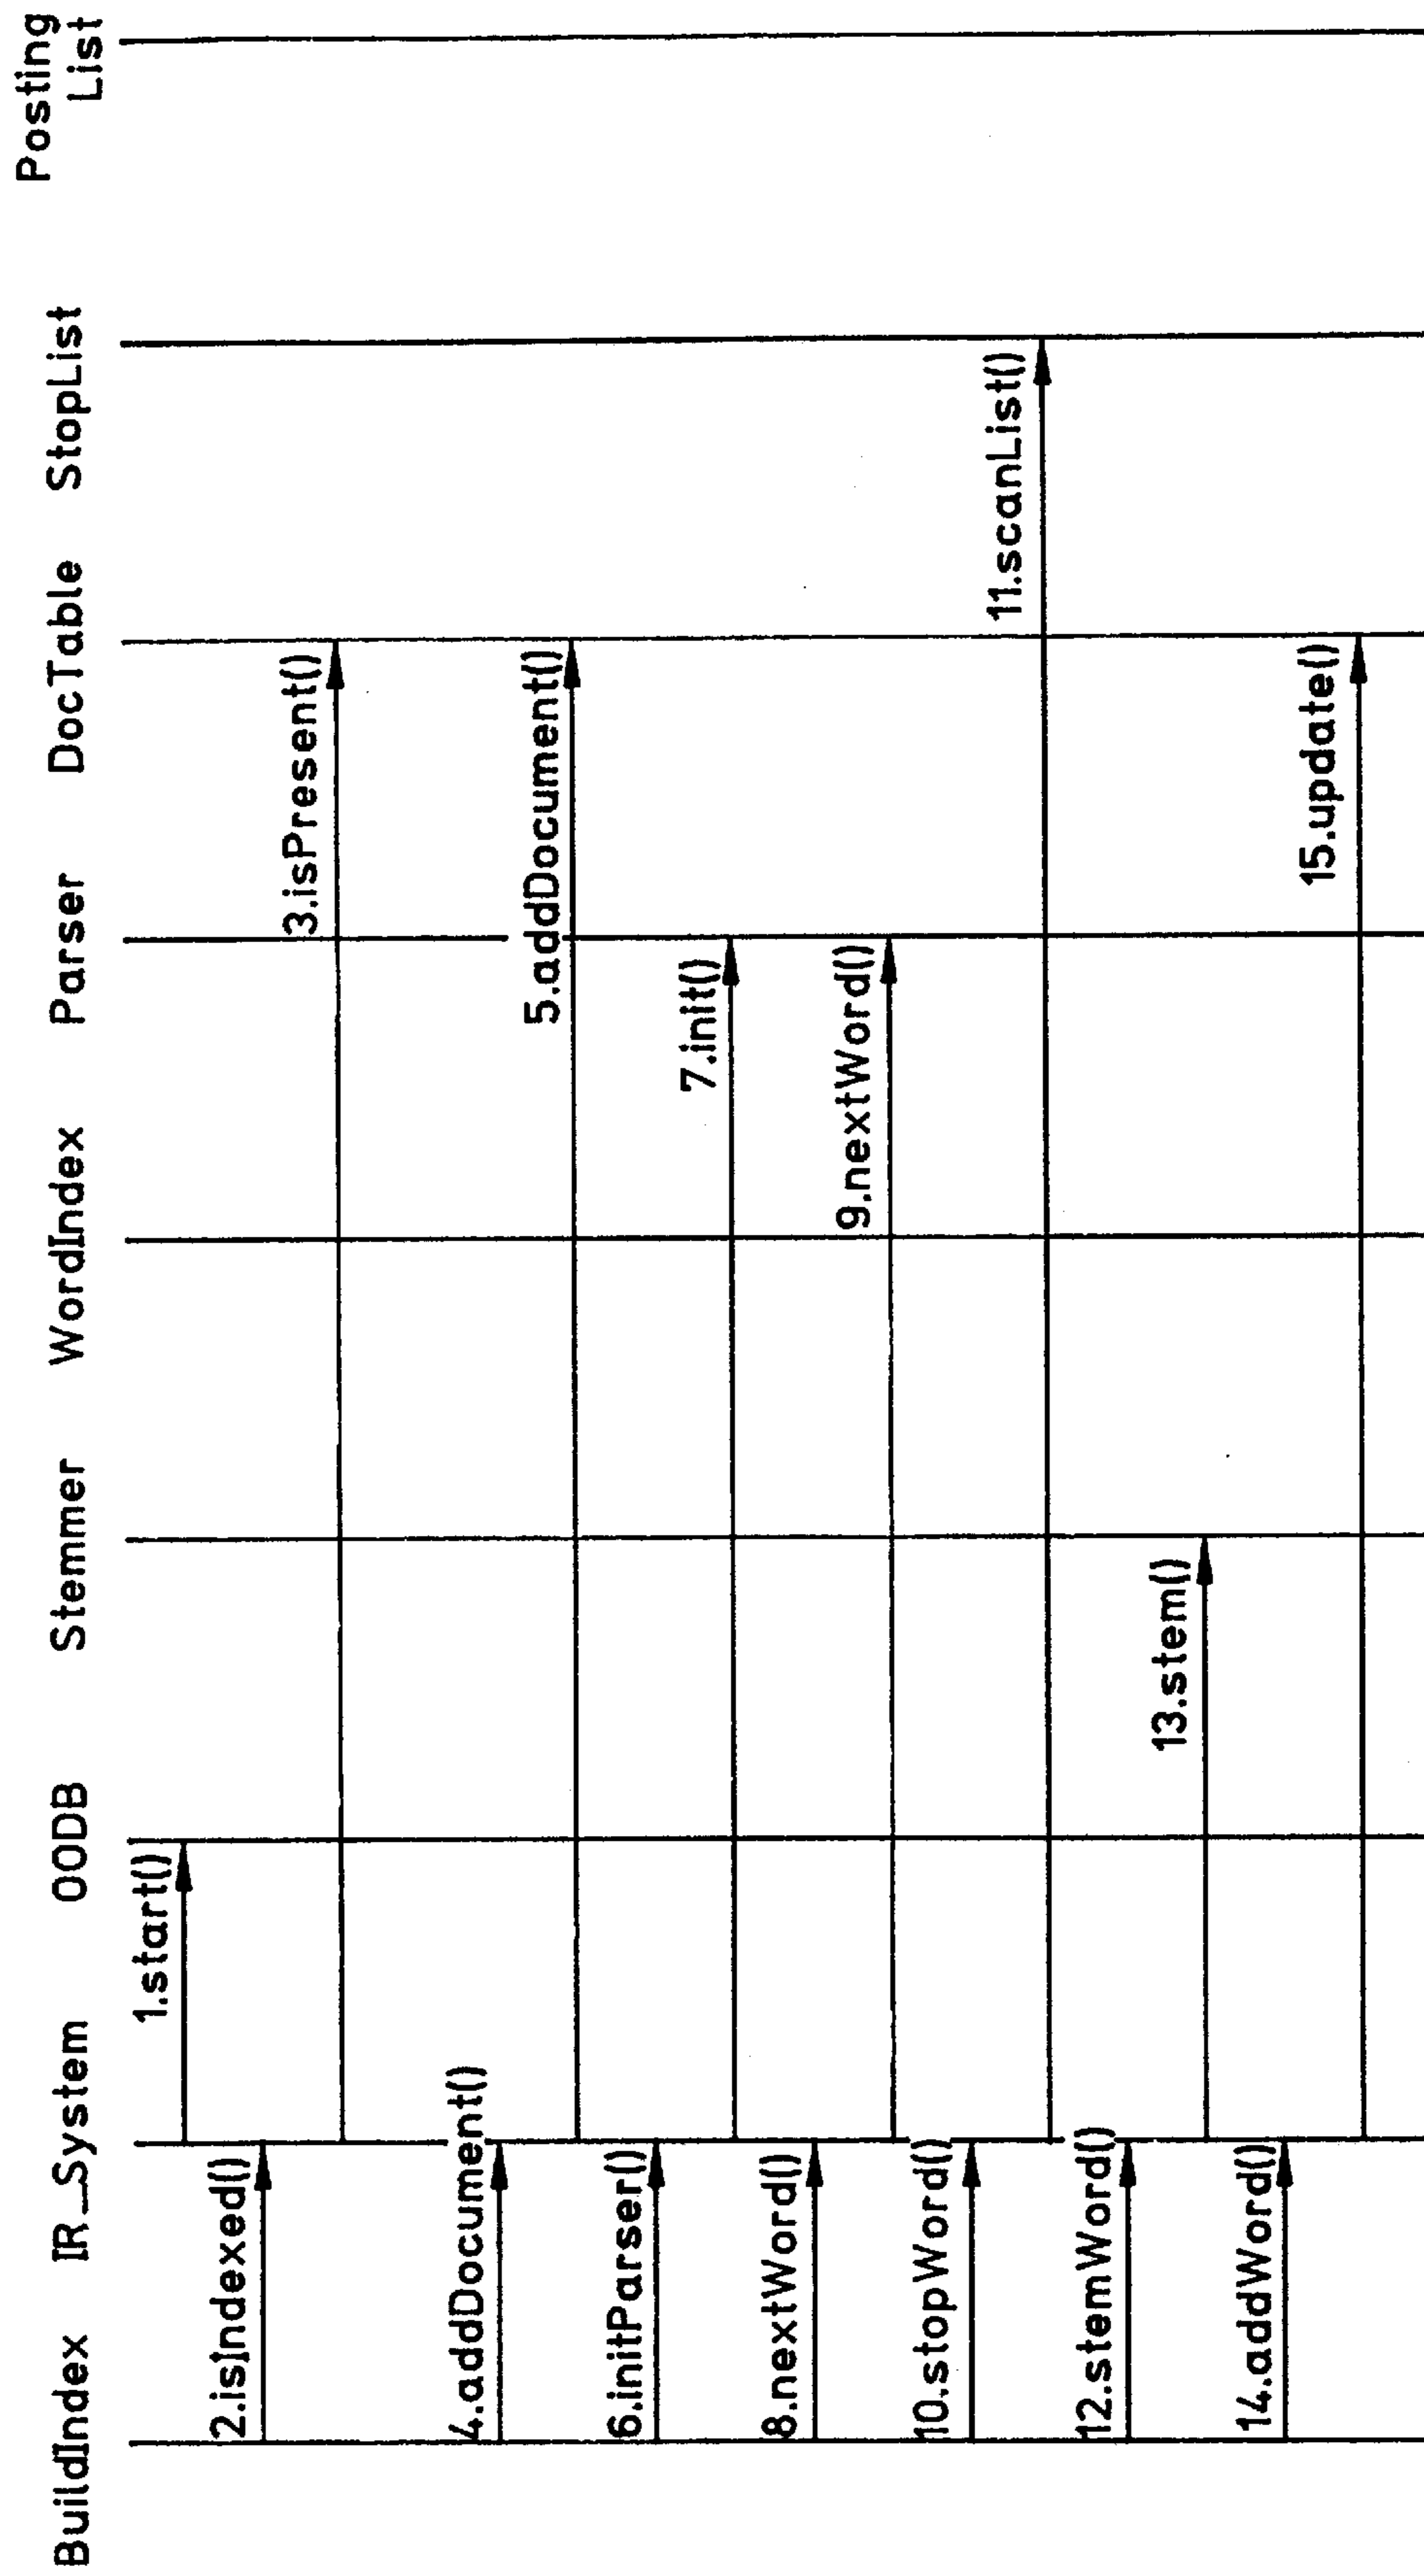 BuildIndex IR_System OODB Stemmer WordIndex Parser DocTable StopList Posting
List
1.start()
2.isIndexed()
3.isPresent()
4.addDocument()
5.addDocument()
6.initParser()
7.init()
8.nextWord()
9.nextWord()
10.stopWord()
11.scanList()
12.stemWord()
13.stem()
14.addWord()
15.update()